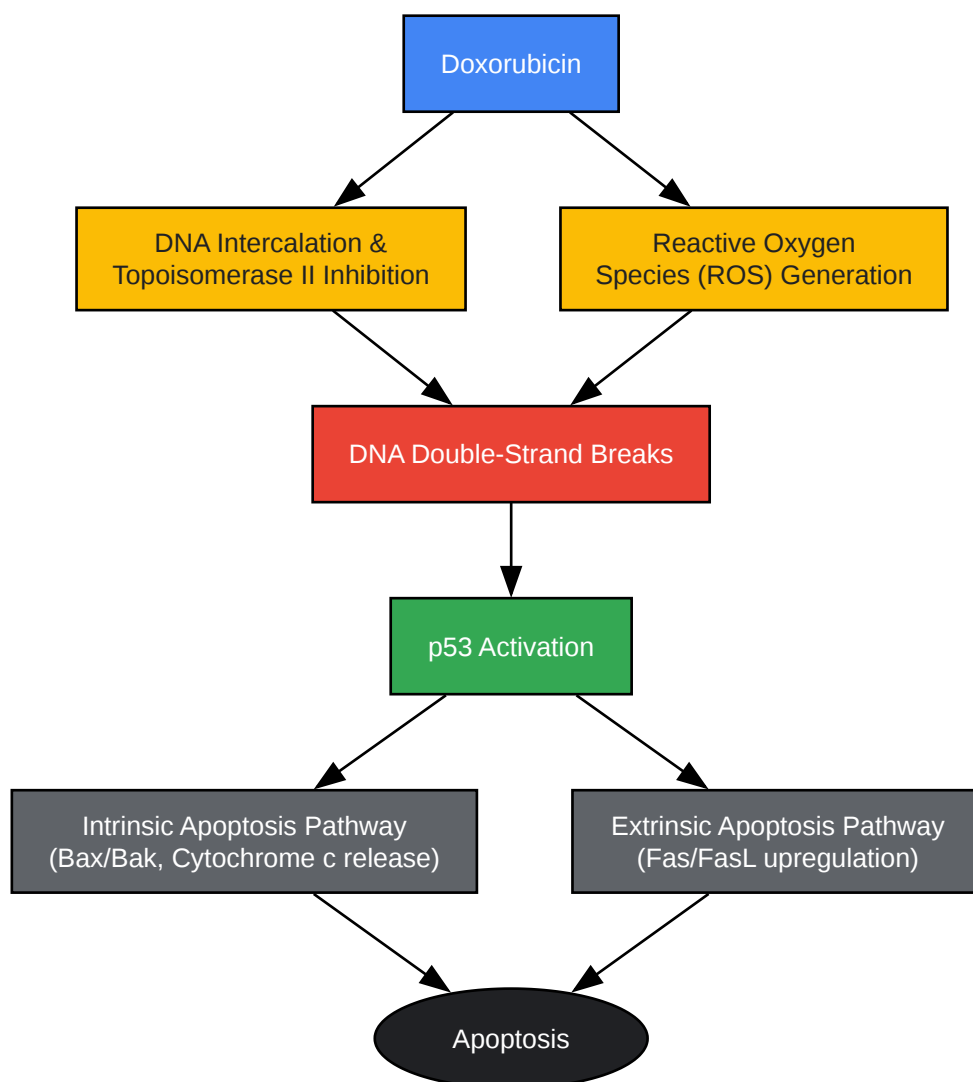 Doxorubicin
DNA Intercalation &
Topoisomerase II Inhibition
Reactive Oxygen
Species (ROS) Generation
DNA Double-Strand Breaks
p53 Activation
Intrinsic Apoptosis Pathway
(Bax/Bak, Cytochrome c release)
Extrinsic Apoptosis Pathway
(Fas/FasL upregulation)
Apoptosis